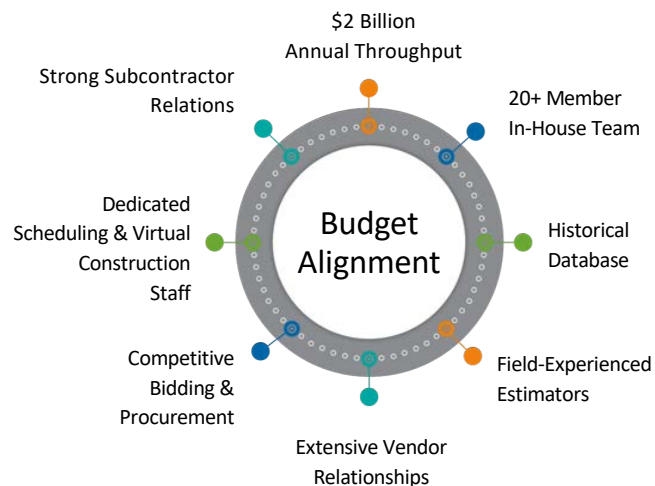 $2 Billion
Annual Throughput
20+ Member
In-House Team
Historical
Database
Field-Experienced
Estimators
Extensive Vendor
Relationships
Competitive
Bidding &
Procurement
Dedicated
Scheduling & Virtual
Construction
Staff
Strong Subcontractor
Relations
Budget
Alignment